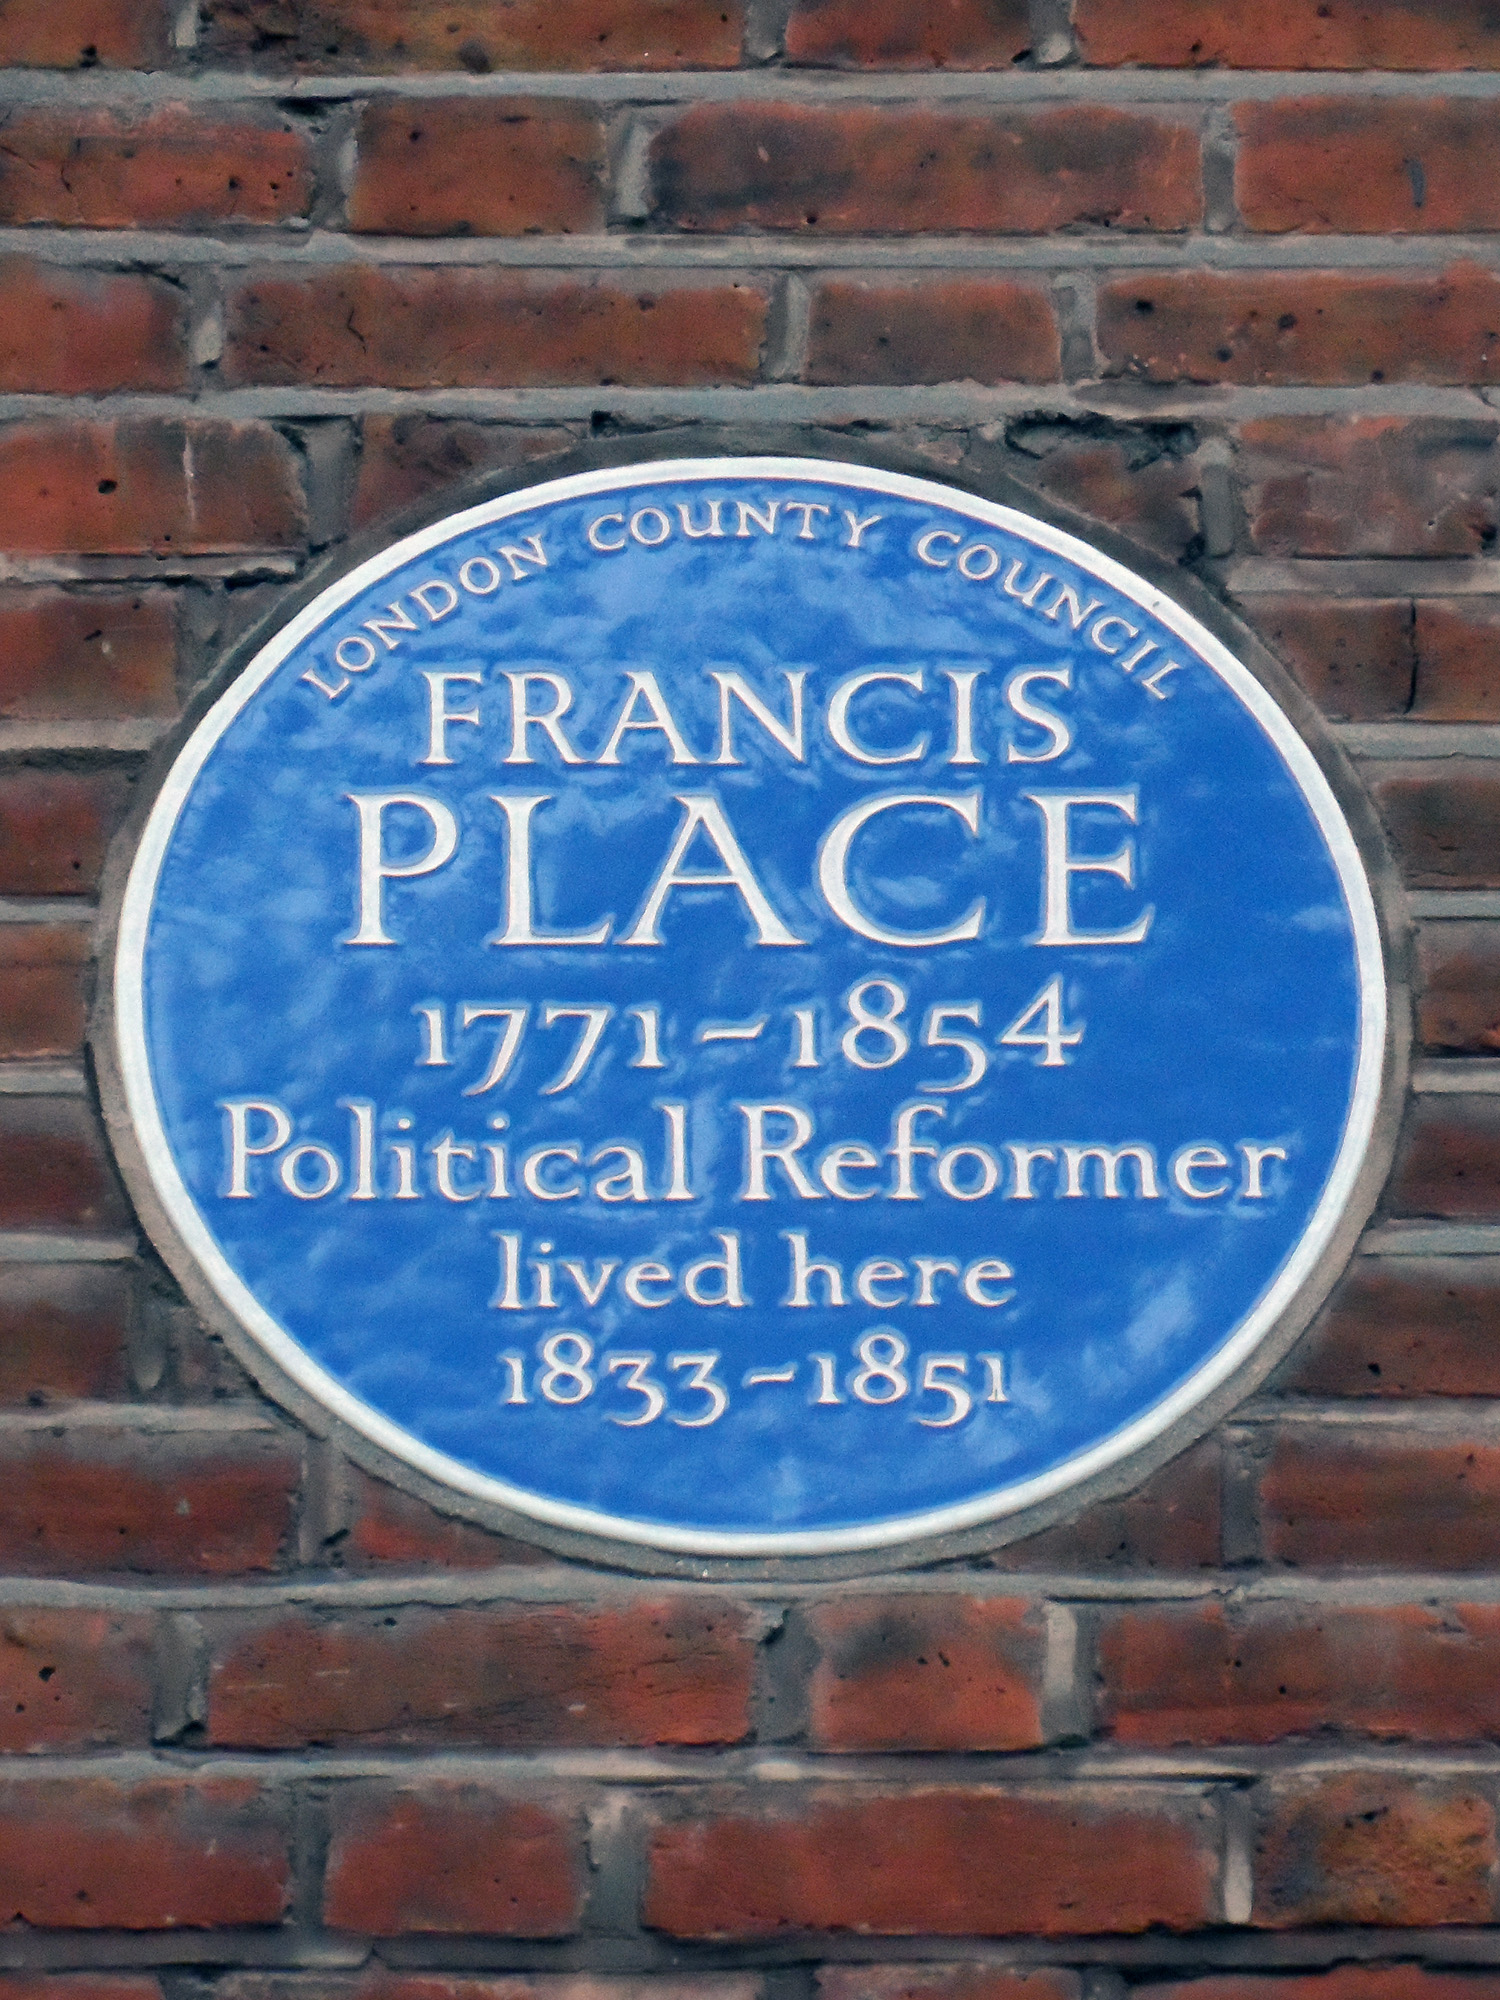 LONDON COUNTY COUNCIL
FRANCIS
PLACE
1771-1854
Political Reformer
lived here
1833-1851